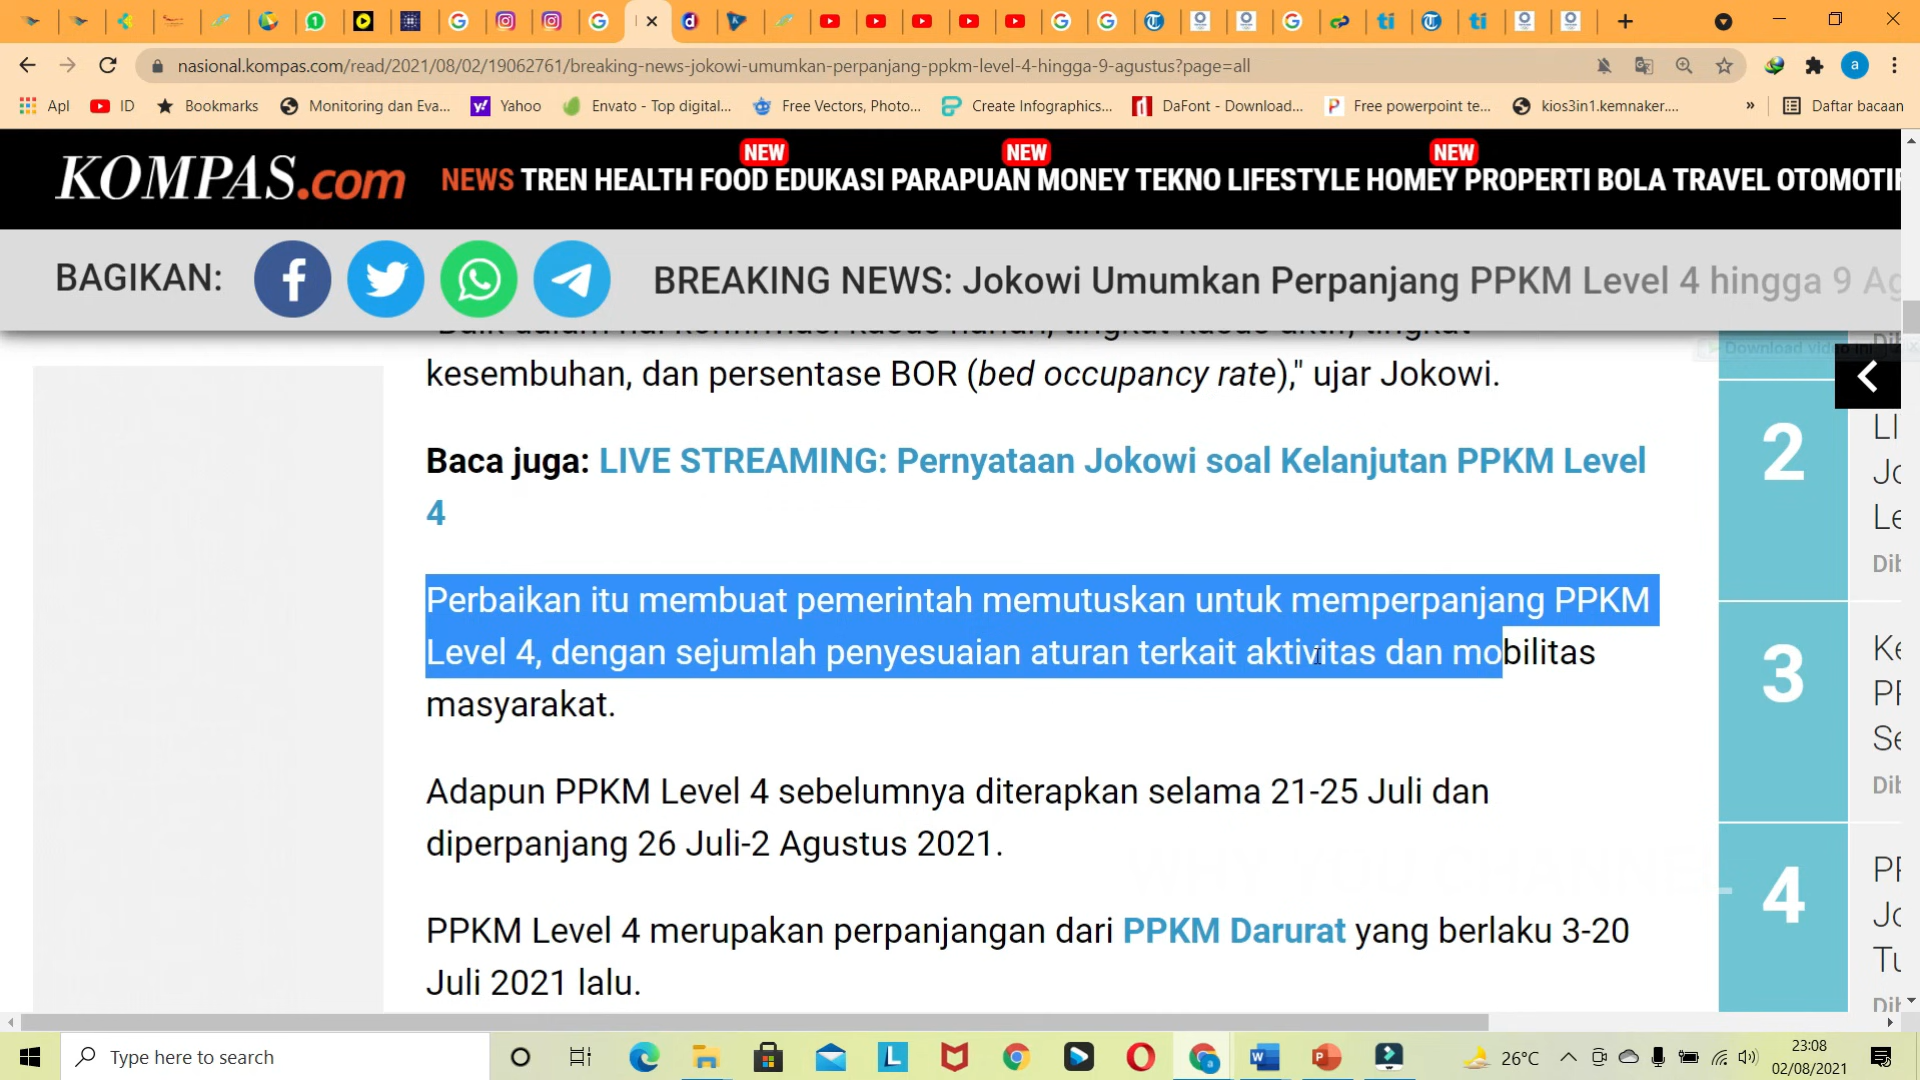 nasional.kompas.com/read/2021/08/02/19062761/breaking-news-jokowi-umumkan-perpanjang-ppkm-level-4-hingga-9-agustus?page=all
Apl ID Bookmarks Monitoring dan Eva... Yahoo Envato - Top digital... Free Vectors, Photo... Create Infographics... DaFont - Download... Free powerpoint te... kios3in1.kemnaker.... » Daftar bacaan
NEW NEW NEW
KOMPAS.com NEWS TREN HEALTH FOOD EDUKASI PARAPUAN MONEY TEKNO LIFESTYLE HOMEY PROPERTI BOLA TRAVEL OTOMOTIF
BAGIKAN: BREAKING NEWS: Jokowi Umumkan Perpanjang PPKM Level 4 hingga 9 Ag
Download video ini
kesembuhan, dan persentase BOR (bed occupancy rate)," ujar Jokowi.
Baca juga: LIVE STREAMING: Pernyataan Jokowi soal Kelanjutan PPKM Level
4
Perbaikan itu membuat pemerintah memutuskan untuk memperpanjang PPKM
Level 4, dengan sejumlah penyesuaian aturan terkait aktivitas dan mobilitas
masyarakat.
Adapun PPKM Level 4 sebelumnya diterapkan selama 21-25 Juli dan
diperpanjang 26 Juli-2 Agustus 2021.
PPKM Level 4 merupakan perpanjangan dari PPKM Darurat yang berlaku 3-20
Juli 2021 lalu.
2
3
4
WHY YOU CHANNEL
Type here to search
26°C
23:08
02/08/2021